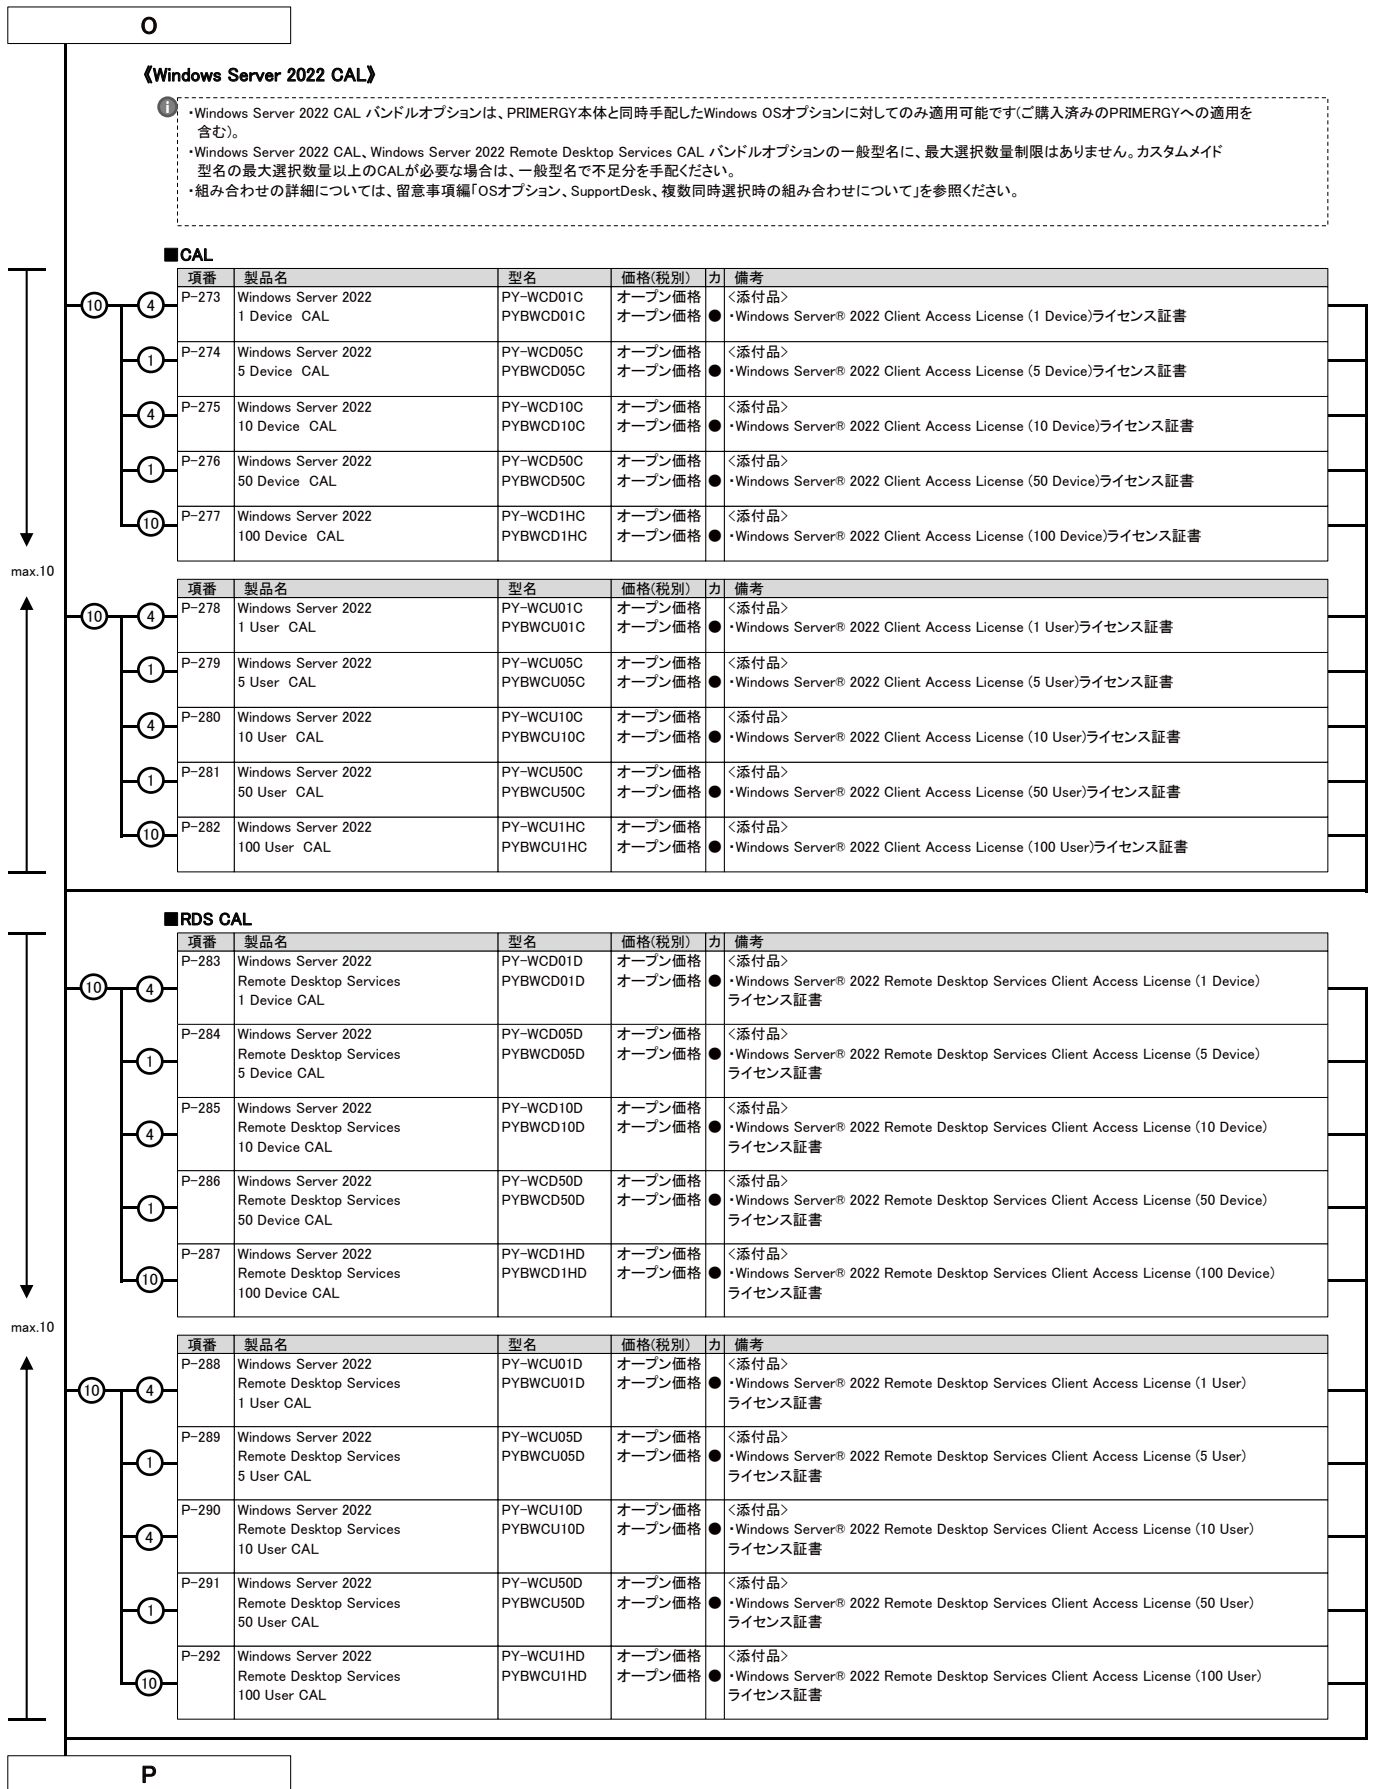 O
《Windows Server 2022 CAL》
i
・Windows Server 2022 CAL バンドルオプションは、PRIMERGY本体と同時手配したWindows OSオプションに対してのみ適用可能です(ご購入済みのPRIMERGYへの適用を
含む)。
・Windows Server 2022 CAL、Windows Server 2022 Remote Desktop Services CAL バンドルオプションの一般型名に、最大選択数量制限はありません。カスタムメイド
型名の最大選択数量以上のCALが必要な場合は、一般型名で不足分を手配ください。
・組み合わせの詳細については、留意事項編「OSオプション、SupportDesk、複数同時選択時の組み合わせについて」を参照ください。
■CAL
項番 製品名 型名 価格(税別) カ 備考
P-273 Windows Server 2022 PY-WCD01C オープン価格 <添付品>
10 4 1 Device CAL PYBWCD01C オープン価格 ● ・Windows Server® 2022 Client Access License (1 Device)ライセンス証書
P-274 Windows Server 2022 PY-WCD05C オープン価格 <添付品>
1 5 Device CAL PYBWCD05C オープン価格 ● ・Windows Server® 2022 Client Access License (5 Device)ライセンス証書
P-275 Windows Server 2022 PY-WCD10C オープン価格 <添付品>
4 10 Device CAL PYBWCD10C オープン価格 ● ・Windows Server® 2022 Client Access License (10 Device)ライセンス証書
P-276 Windows Server 2022 PY-WCD50C オープン価格 <添付品>
1 50 Device CAL PYBWCD50C オープン価格 ● ・Windows Server® 2022 Client Access License (50 Device)ライセンス証書
P-277 Windows Server 2022 PY-WCD1HC オープン価格 <添付品>
10 100 Device CAL PYBWCD1HC オープン価格 ● ・Windows Server® 2022 Client Access License (100 Device)ライセンス証書
max.10
項番 製品名 型名 価格(税別) カ 備考
P-278 Windows Server 2022 PY-WCU01C オープン価格 <添付品>
10 4 1 User CAL PYBWCU01C オープン価格 ● ・Windows Server® 2022 Client Access License (1 User)ライセンス証書
P-279 Windows Server 2022 PY-WCU05C オープン価格 <添付品>
1 5 User CAL PYBWCU05C オープン価格 ● ・Windows Server® 2022 Client Access License (5 User)ライセンス証書
P-280 Windows Server 2022 PY-WCU10C オープン価格 <添付品>
4 10 User CAL PYBWCU10C オープン価格 ● ・Windows Server® 2022 Client Access License (10 User)ライセンス証書
P-281 Windows Server 2022 PY-WCU50C オープン価格 <添付品>
1 50 User CAL PYBWCU50C オープン価格 ● ・Windows Server® 2022 Client Access License (50 User)ライセンス証書
P-282 Windows Server 2022 PY-WCU1HC オープン価格 <添付品>
10 100 User CAL PYBWCU1HC オープン価格 ● ・Windows Server® 2022 Client Access License (100 User)ライセンス証書
■RDS CAL
項番 製品名 型名 価格(税別) カ 備考
P-283 Windows Server 2022 PY-WCD01D オープン価格 <添付品>
10 4 Remote Desktop Services PYBWCD01D オープン価格 ● ・Windows Server® 2022 Remote Desktop Services Client Access License (1 Device)
1 Device CAL ライセンス証書
P-284 Windows Server 2022 PY-WCD05D オープン価格 <添付品>
1 Remote Desktop Services PYBWCD05D オープン価格 ● ・Windows Server® 2022 Remote Desktop Services Client Access License (5 Device)
5 Device CAL ライセンス証書
P-285 Windows Server 2022 PY-WCD10D オープン価格 <添付品>
4 Remote Desktop Services PYBWCD10D オープン価格 ● ・Windows Server® 2022 Remote Desktop Services Client Access License (10 Device)
10 Device CAL ライセンス証書
P-286 Windows Server 2022 PY-WCD50D オープン価格 <添付品>
1 Remote Desktop Services PYBWCD50D オープン価格 ● ・Windows Server® 2022 Remote Desktop Services Client Access License (50 Device)
50 Device CAL ライセンス証書
P-287 Windows Server 2022 PY-WCD1HD オープン価格 <添付品>
10 Remote Desktop Services PYBWCD1HD オープン価格 ● ・Windows Server® 2022 Remote Desktop Services Client Access License (100 Device)
100 Device CAL ライセンス証書
max.10
項番 製品名 型名 価格(税別) カ 備考
P-288 Windows Server 2022 PY-WCU01D オープン価格 <添付品>
10 4 Remote Desktop Services PYBWCU01D オープン価格 ● ・Windows Server® 2022 Remote Desktop Services Client Access License (1 User)
1 User CAL ライセンス証書
P-289 Windows Server 2022 PY-WCU05D オープン価格 <添付品>
1 Remote Desktop Services PYBWCU05D オープン価格 ● ・Windows Server® 2022 Remote Desktop Services Client Access License (5 User)
5 User CAL ライセンス証書
P-290 Windows Server 2022 PY-WCU10D オープン価格 <添付品>
4 Remote Desktop Services PYBWCU10D オープン価格 ● ・Windows Server® 2022 Remote Desktop Services Client Access License (10 User)
10 User CAL ライセンス証書
P-291 Windows Server 2022 PY-WCU50D オープン価格 <添付品>
1 Remote Desktop Services PYBWCU50D オープン価格 ● ・Windows Server® 2022 Remote Desktop Services Client Access License (50 User)
50 User CAL ライセンス証書
P-292 Windows Server 2022 PY-WCU1HD オープン価格 <添付品>
10 Remote Desktop Services PYBWCU1HD オープン価格 ● ・Windows Server® 2022 Remote Desktop Services Client Access License (100 User)
100 User CAL ライセンス証書
P